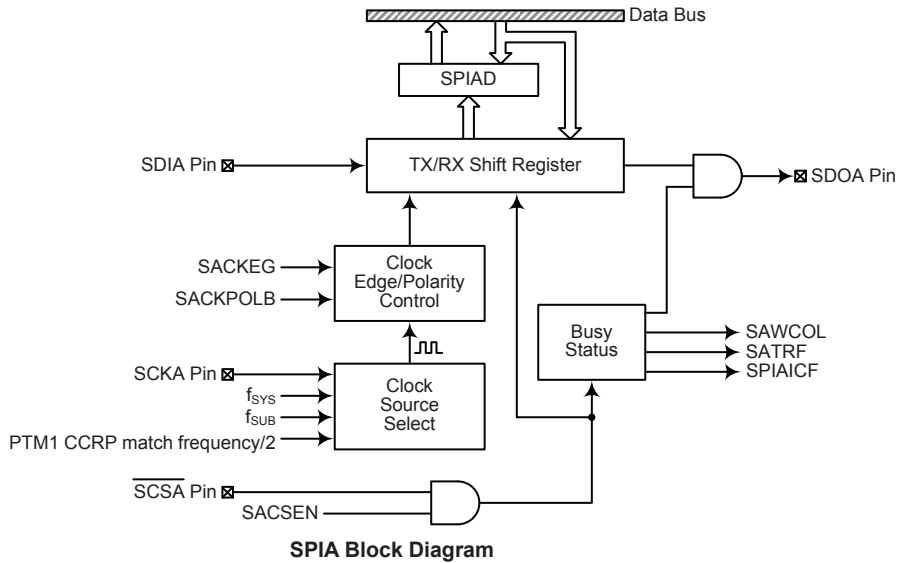 Data Bus
SPIAD
SDIA Pin
TX/RX Shift Register
SDOA Pin
SACKEG
SACKPOLB
Clock
Edge/Polarity
Control
Busy
Status
SAWCOL
SATRF
SPIAICF
SCKA Pin
fSYS
fSUB
PTM1 CCRP match frequency/2
Clock
Source
Select
SCSA Pin
SACSEN
SPIA Block Diagram